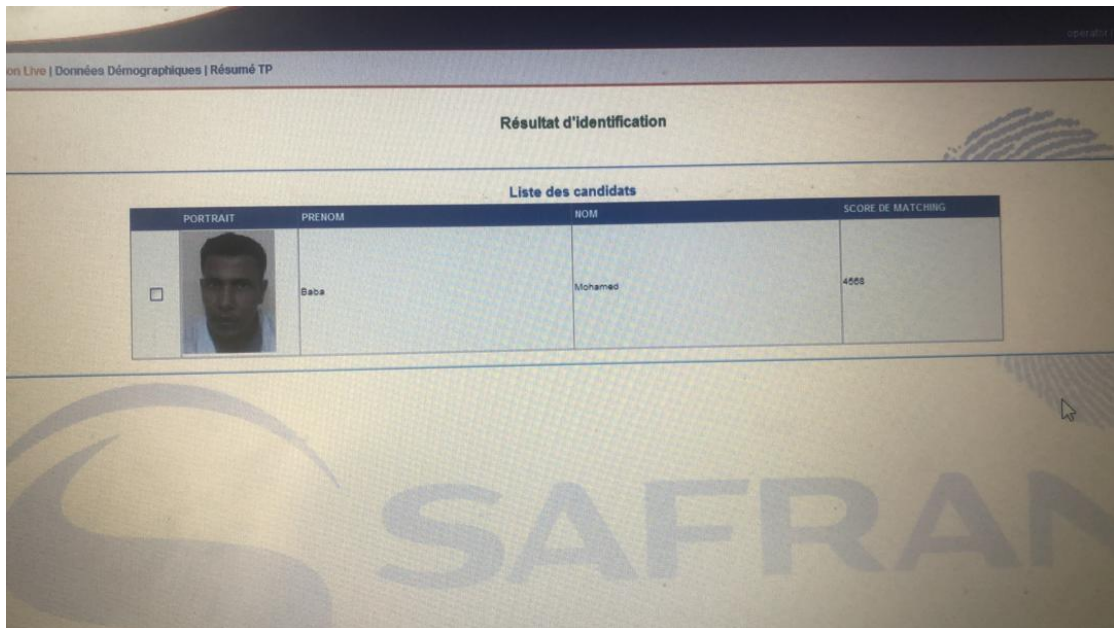 operator
on Live | Données Démographiques | Résumé TP
Résultat d'identification
Liste des candidats
PORTRAIT PRENOM NOM SCORE DE MATCHING
Baba Mohamed
SAFRAN